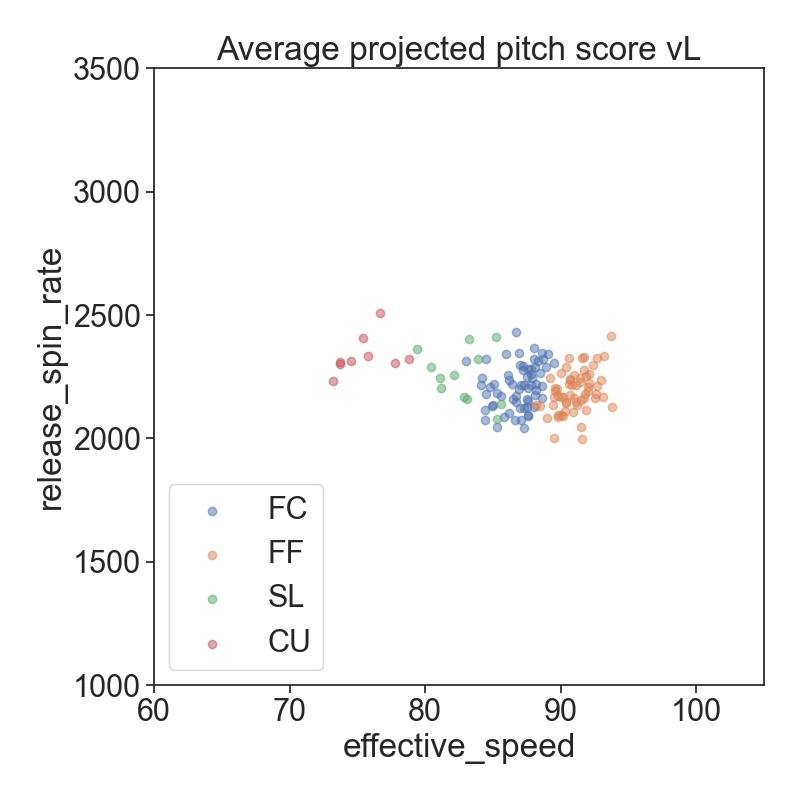 Average projected pitch score vL
3500
3000
2500
2000
1500
1000
release_spin_rate
FC
FF
SL
CU
60 70 80 90 100
effective_speed